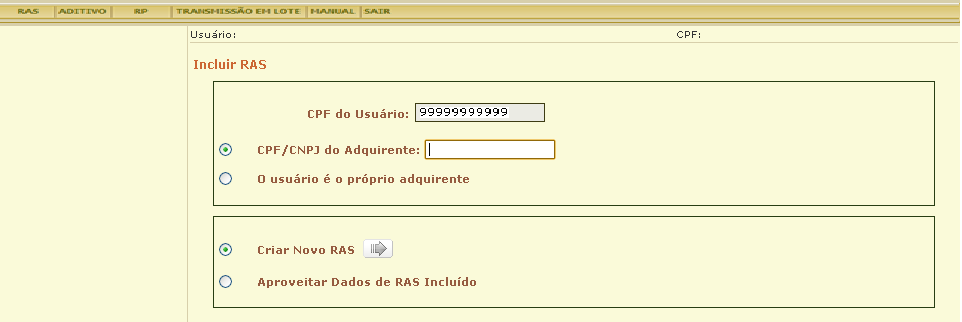 RAS ADITIVO RP TRANSMISSÃO EM LOTE MANUAL SAIR
Usuário: CPF:
Incluir RAS
CPF do Usuário: 99999999999
CPF/CNPJ do Adquirente:
O usuário é o próprio adquirente
Criar Novo RAS
Aproveitar Dados de RAS Incluído